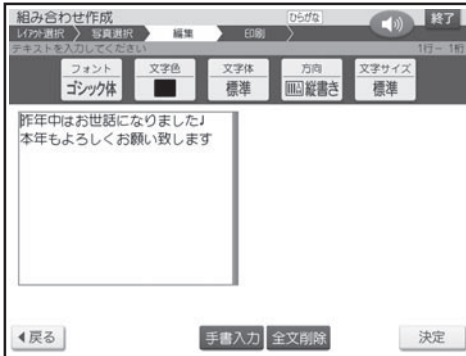 組み合わせ作成
ひらがな
終了
レイアウト選択
写真選択
編集
印刷
テキストを入力してください
1行- 1桁
フォント
ゴシック体
文字色
文字体
標準
方向
縦書き
文字サイズ
標準
昨年中はお世話になりました♩
本年もよろしくお願い致します
戻る
手書入力
全文削除
決定